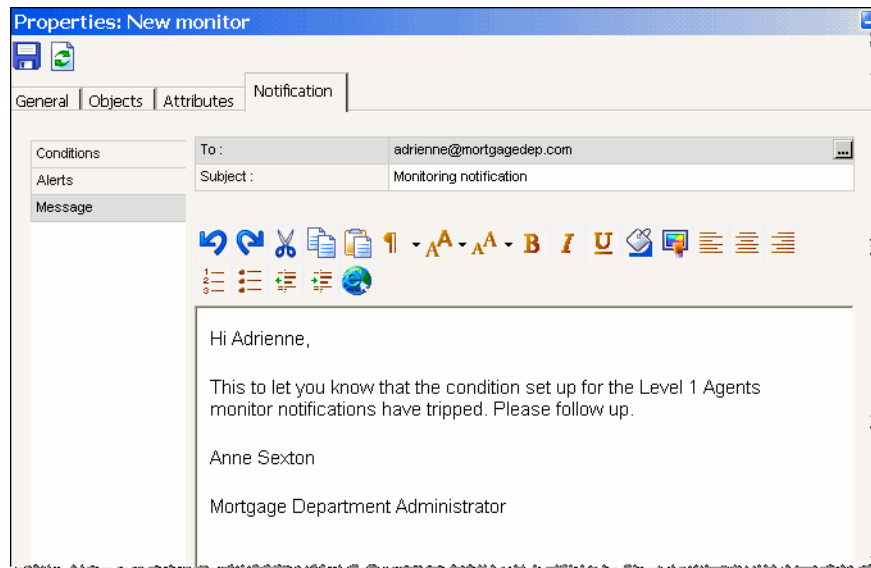 Properties: New monitor
General Objects Attributes Notification
Conditions
Alerts
Message
To : adrienne@mortgagedep.com ...
Subject : Monitoring notification
Hi Adrienne,
This to let you know that the condition set up for the Level 1 Agents
monitor notifications have tripped. Please follow up.
Anne Sexton
Mortgage Department Administrator